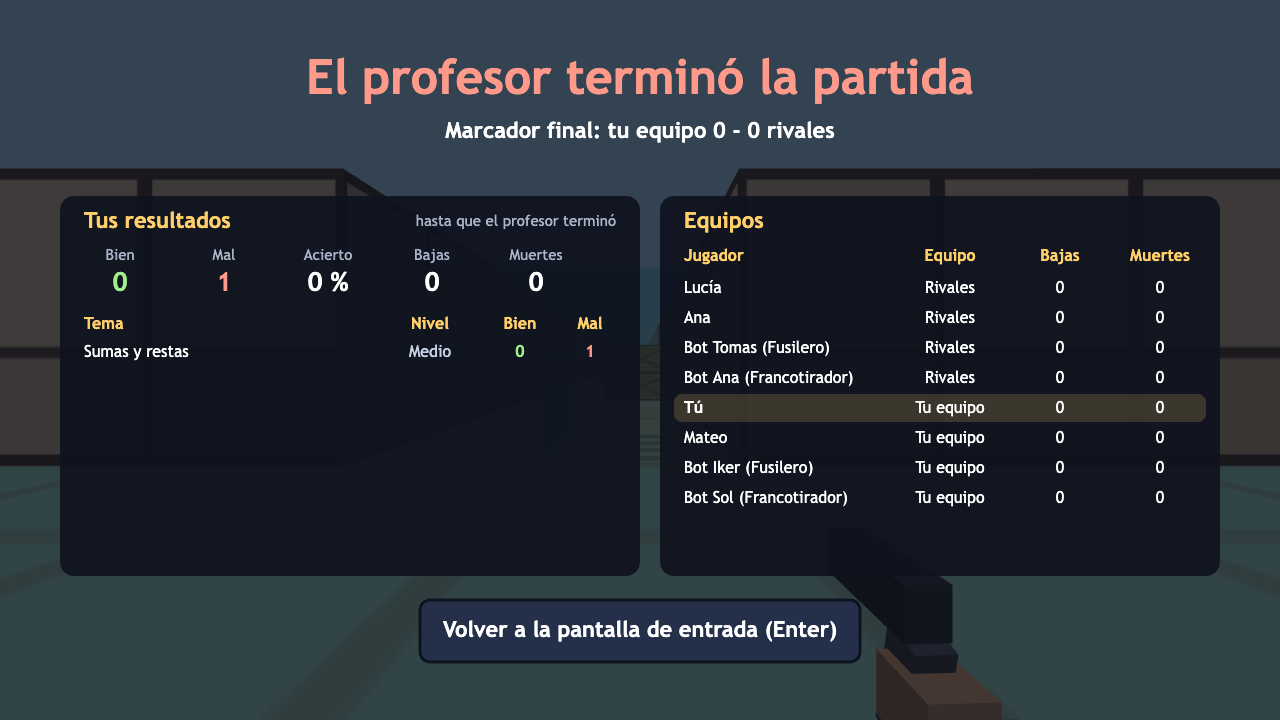 El profesor terminó la partida
Marcador final: tu equipo 0 - 0 rivales
Tus resultados hasta que el profesor terminó
Bien Mal Acierto Bajas Muertes
0 1 0 % 0 0
Tema Nivel Bien Mal
Sumas y restas Medio 0 1
Equipos
Jugador Equipo Bajas Muertes
Lucía Rivales 0 0
Ana Rivales 0 0
Bot Tomas (Fusilero) Rivales 0 0
Bot Ana (Francotirador) Rivales 0 0
Tú Tu equipo 0 0
Mateo Tu equipo 0 0
Bot Iker (Fusilero) Tu equipo 0 0
Bot Sol (Francotirador) Tu equipo 0 0
Volver a la pantalla de entrada (Enter)